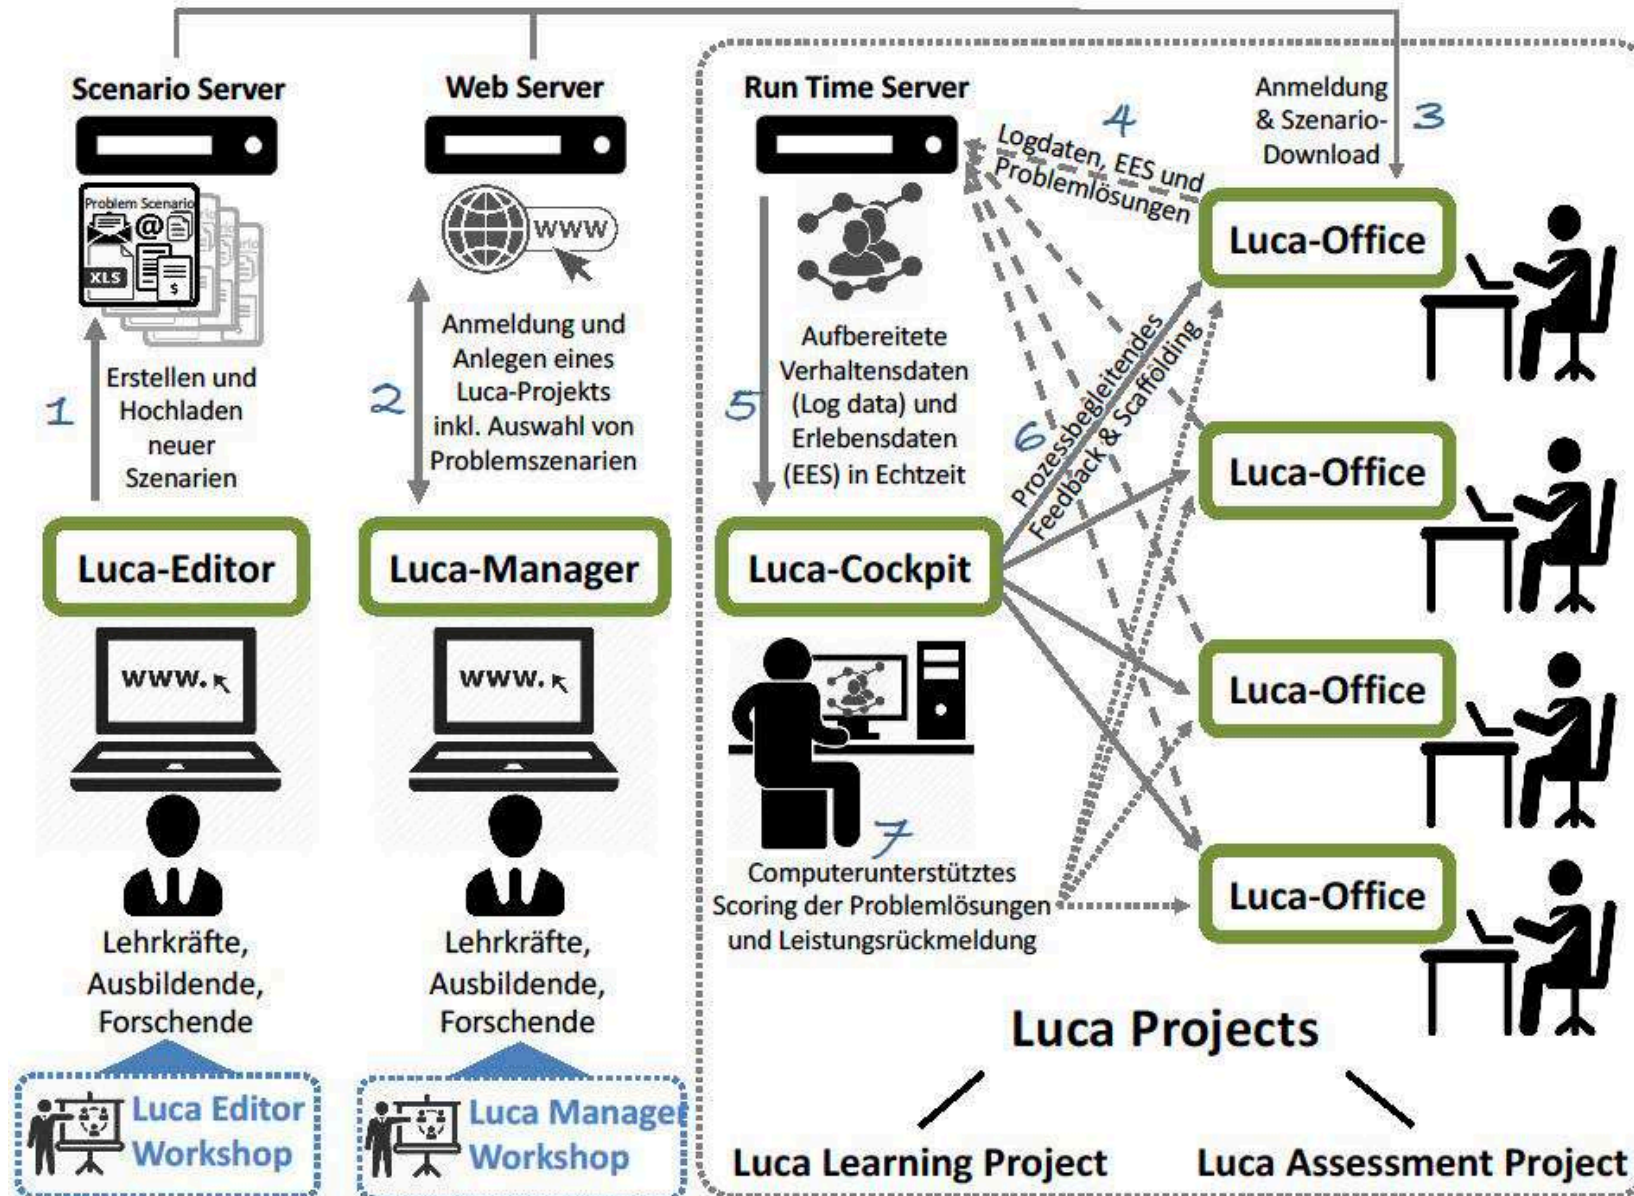 Scenario Server
Problem Scenario
@
XLS
$
1
Erstellen und
Hochladen
neuer
Szenarien
Luca-Editor
www.
Lehrkräfte,
Ausbildende,
Forschende
Luca Editor
Workshop
Web Server
www
2
Anmeldung und
Anlegen eines
Luca-Projekts
inkl. Auswahl von
Problemszenarien
Luca-Manager
www.
Lehrkräfte,
Ausbildende,
Forschende
Luca Manager
Workshop
Run Time Server
5
Aufbereitete
Verhaltensdaten
(Log data) und
Erlebensdaten
(EES) in Echtzeit
Luca-Cockpit
7
Computerunterstütztes
Scoring der Problemlösungen
und Leistungsrückmeldung
4
Logdaten, EES und
Problemlösungen
6
Prozessbegleitendes
Feedback & Scaffolding
Anmeldung
& Szenario-
Download
3
Luca-Office
Luca-Office
Luca-Office
Luca-Office
Luca Projects
Luca Learning Project
Luca Assessment Project